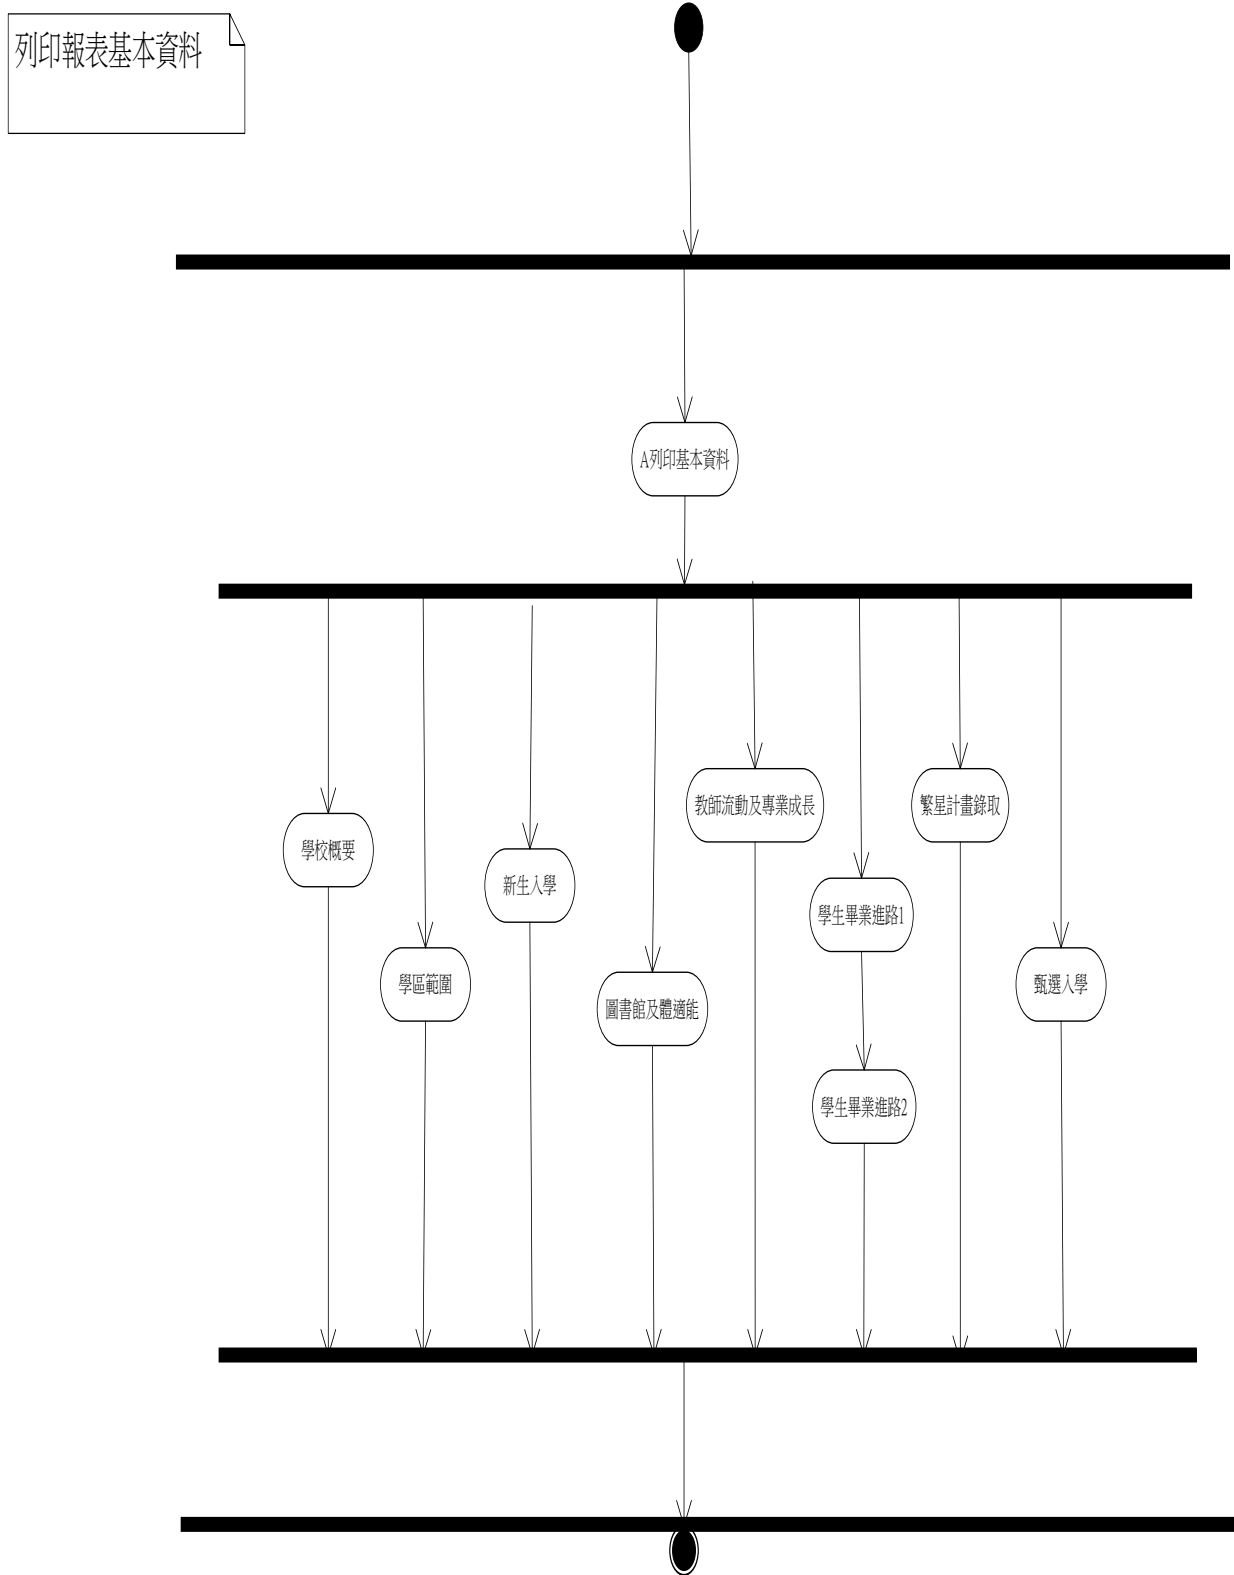 列印報表基本資料
A列印基本資料
教師流動及專業成長
繁星計畫錄取
學校概要
新生入學
學生畢業進路1
學區範圍
甄選入學
圖書館及體適能
學生畢業進路2